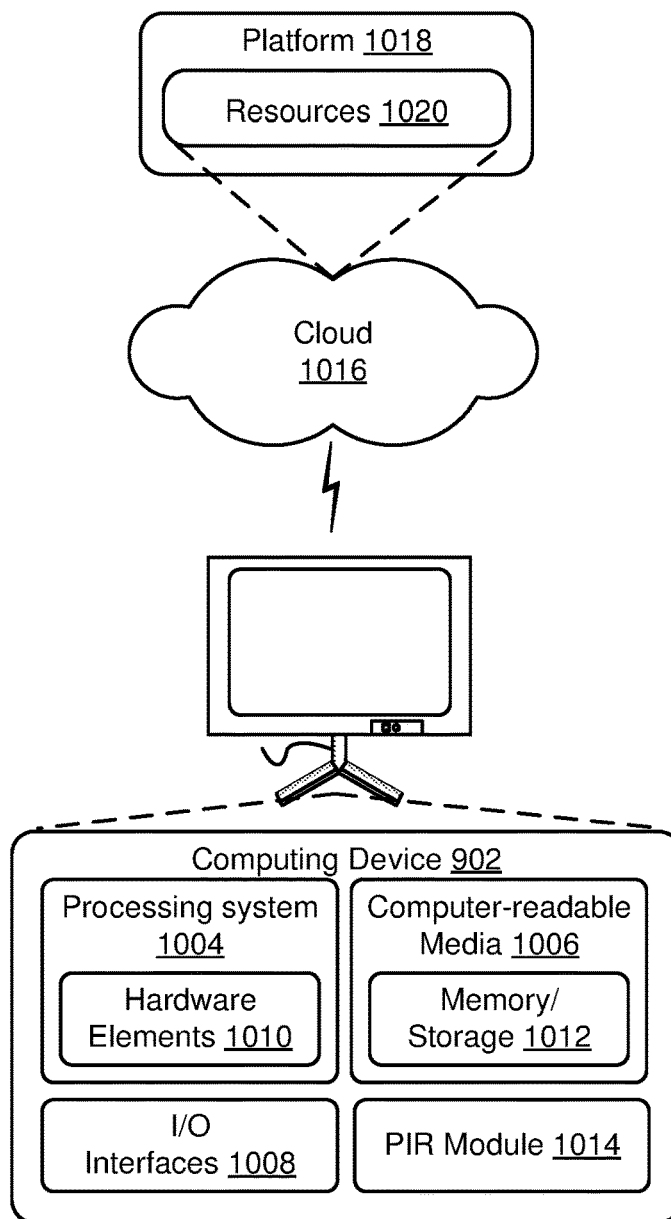 Platform 1018
Resources 1020
Cloud
1016
Computing Device 902
Processing system
1004
Hardware
Elements 1010
Computer-readable
Media 1006
Memory/
Storage 1012
I/O
Interfaces 1008
PIR Module 1014